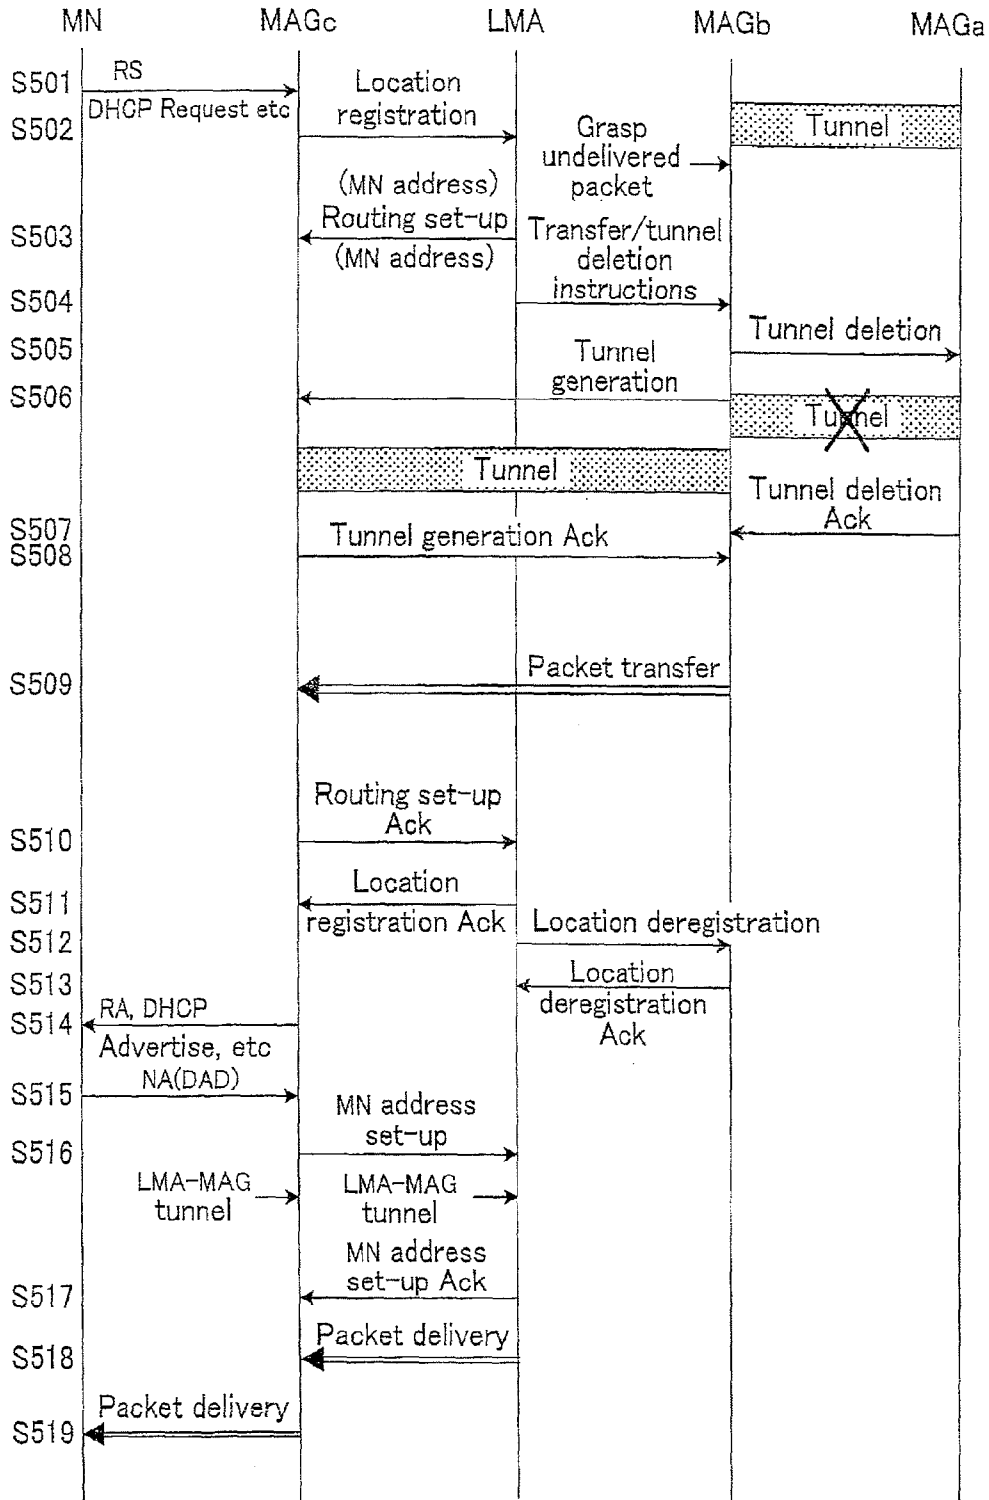 MN MAGc LMA MAGb MAGa
S501 RS
DHCP Request etc
Location
registration
S502
Tunnel
Grasp
undelivered
packet
(MN address)
Routing set-up
S503
(MN address)
Transfer/tunnel
deletion
instructions
S504
Tunnel deletion
S505
Tunnel
generation
S506
Tunnel
Tunnel
Tunnel deletion
Ack
S507
S508
Tunnel generation Ack
Packet transfer
S509
Routing set-up
Ack
S510
Location
S511
registration Ack
Location deregistration
S512
Location
S513
deregistration
Ack
RA, DHCP
S514
Advertise, etc
NA(DAD)
S515
MN address
set-up
S516
LMA-MAG
tunnel
LMA-MAG
tunnel
MN address
set-up Ack
S517
Packet delivery
S518
Packet delivery
S519